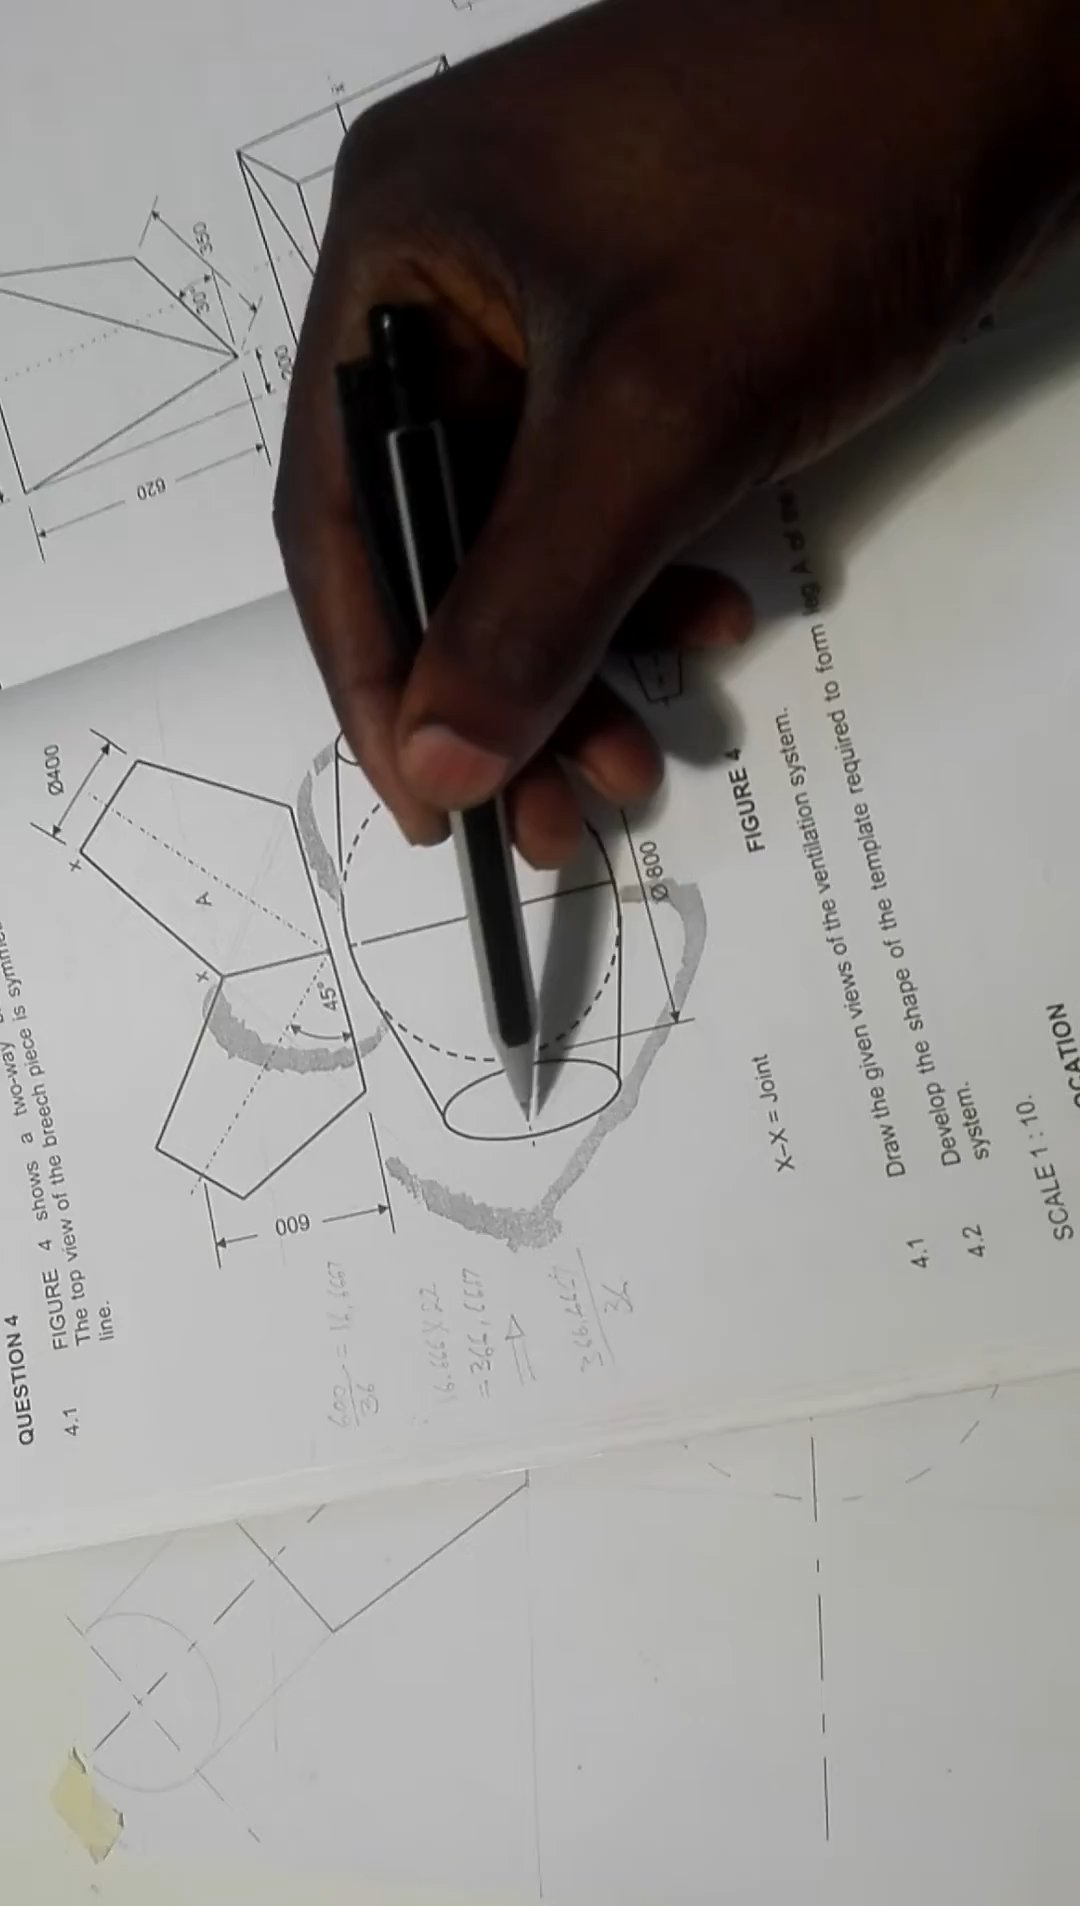 QUESTION 4
4.1 FIGURE 4 shows a two-way
The top view of the breech piece is
line.
Ø400
X
A
X
45°
600
Ø 800
350
30°
200
620
X-X = Joint
FIGURE 4
4.1 Draw the given views of the ventilation system.
4.2 Develop the shape of the template required to form leg A of the
system.
SCALE 1 : 10.
600/36 = 16,6667
16.666 X 22
= 366,6667
366,6667
36